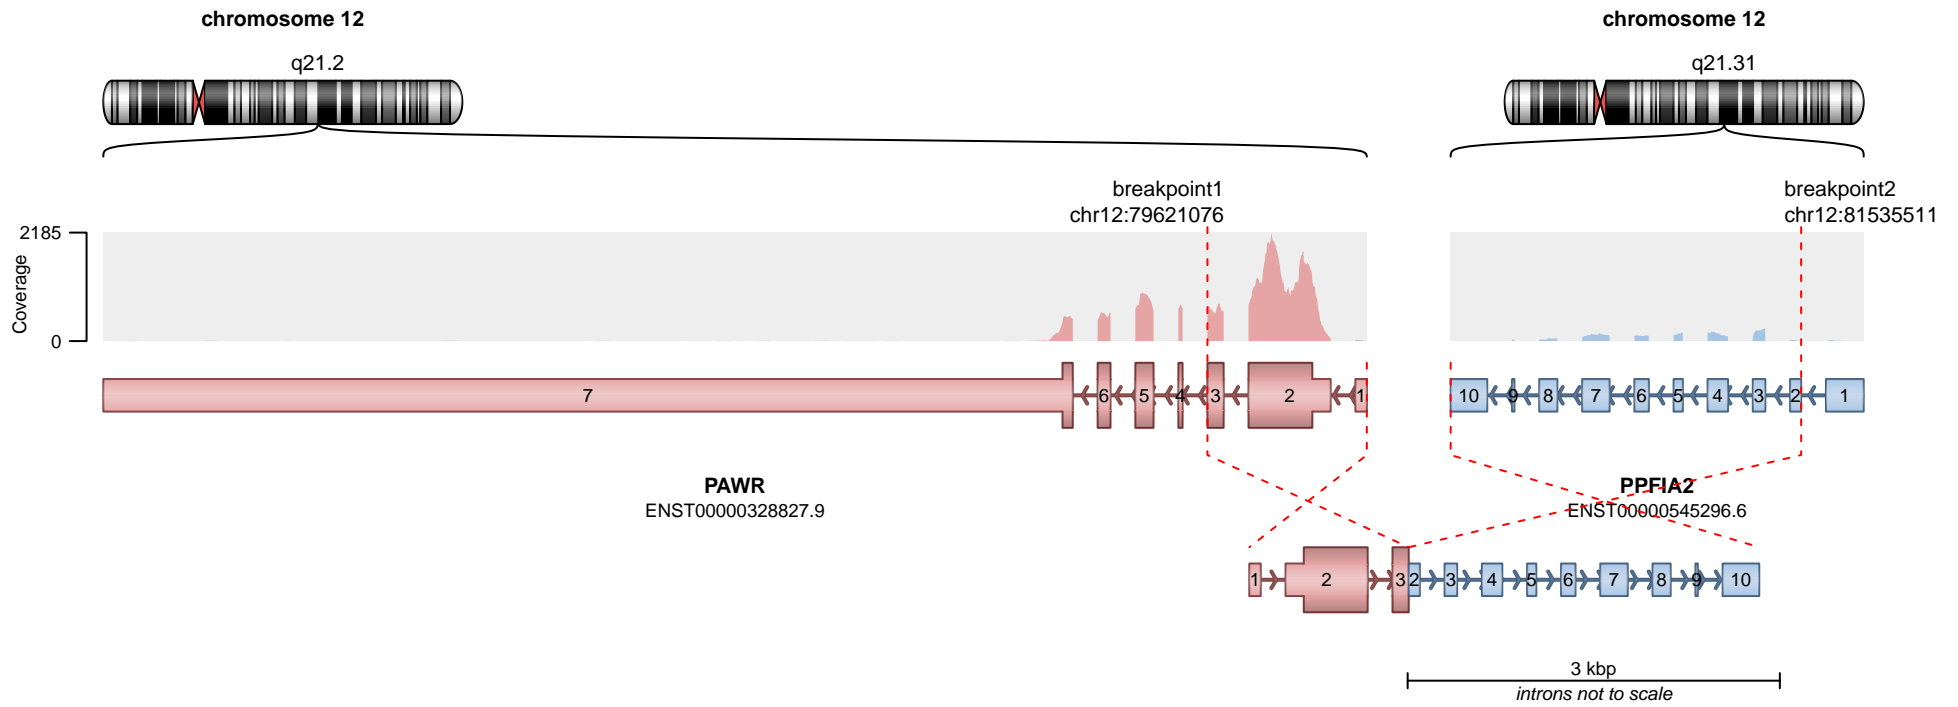 chromosome 12
chromosome 12
q21.2
q21.31
breakpoint1
chr12:79621076
breakpoint2
chr12:81535511
2185
Coverage
0
7 6 5 4 3 2 1
10 9 8 7 6 5 4 3 2 1
PAWR
ENST00000328827.9
PPFIA2
ENST00000545296.6
1 2 3 2 3 4 5 6 7 8 9 10
3 kbp
introns not to scale